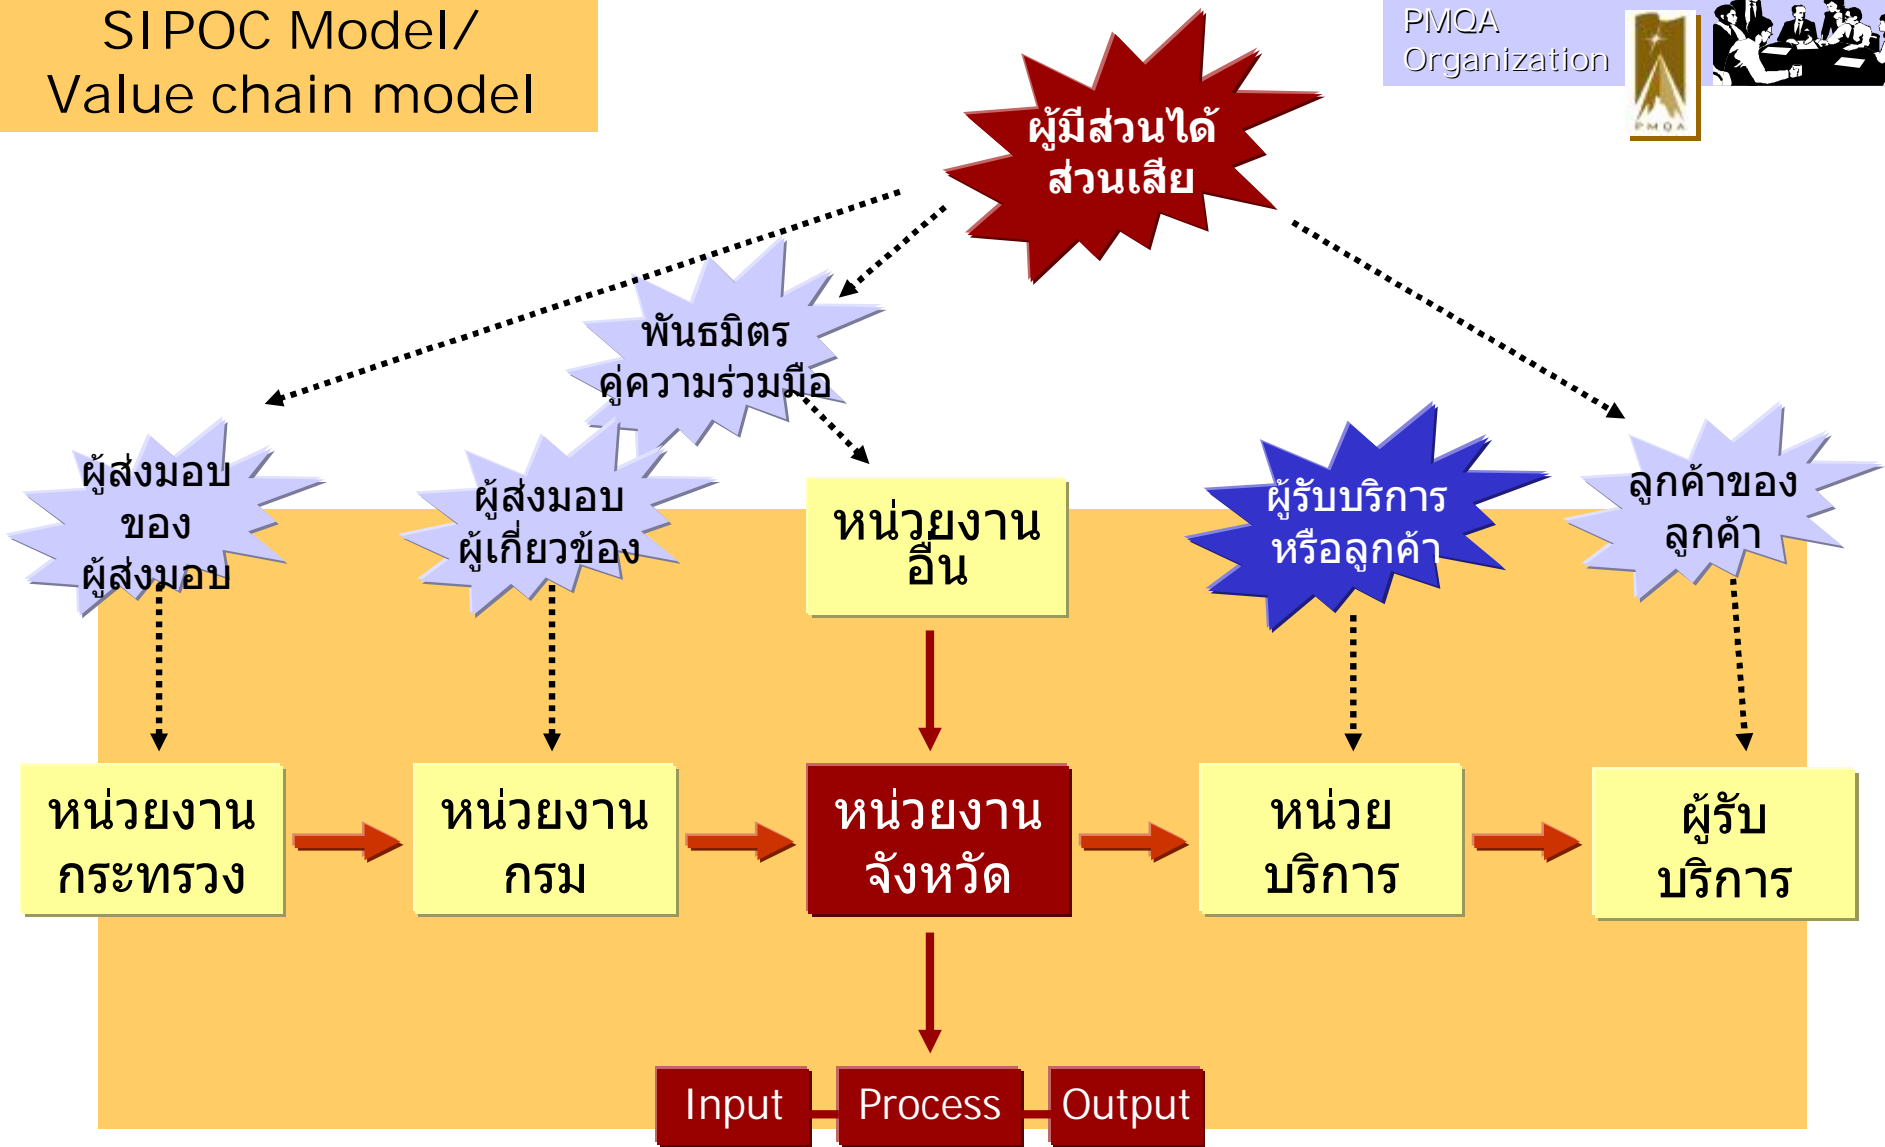 SIPOC Model/
Value chain model
PMQA
Organization
PMQA
ผู้มีส่วนได้
ส่วนเสีย
พันธมิตร
คู่ความร่วมมือ
ผู้ส่งมอบ
ของ
ผู้ส่งมอบ
ผู้ส่งมอบ
ผู้เกี่ยวข้อง
หน่วยงาน
อื่น
ผู้รับบริการ
หรือลูกค้า
ลูกค้าของ
ลูกค้า
หน่วยงาน
กระทรวง
หน่วยงาน
กรม
หน่วยงาน
จังหวัด
หน่วย
บริการ
ผู้รับ
บริการ
Input
Process
Output